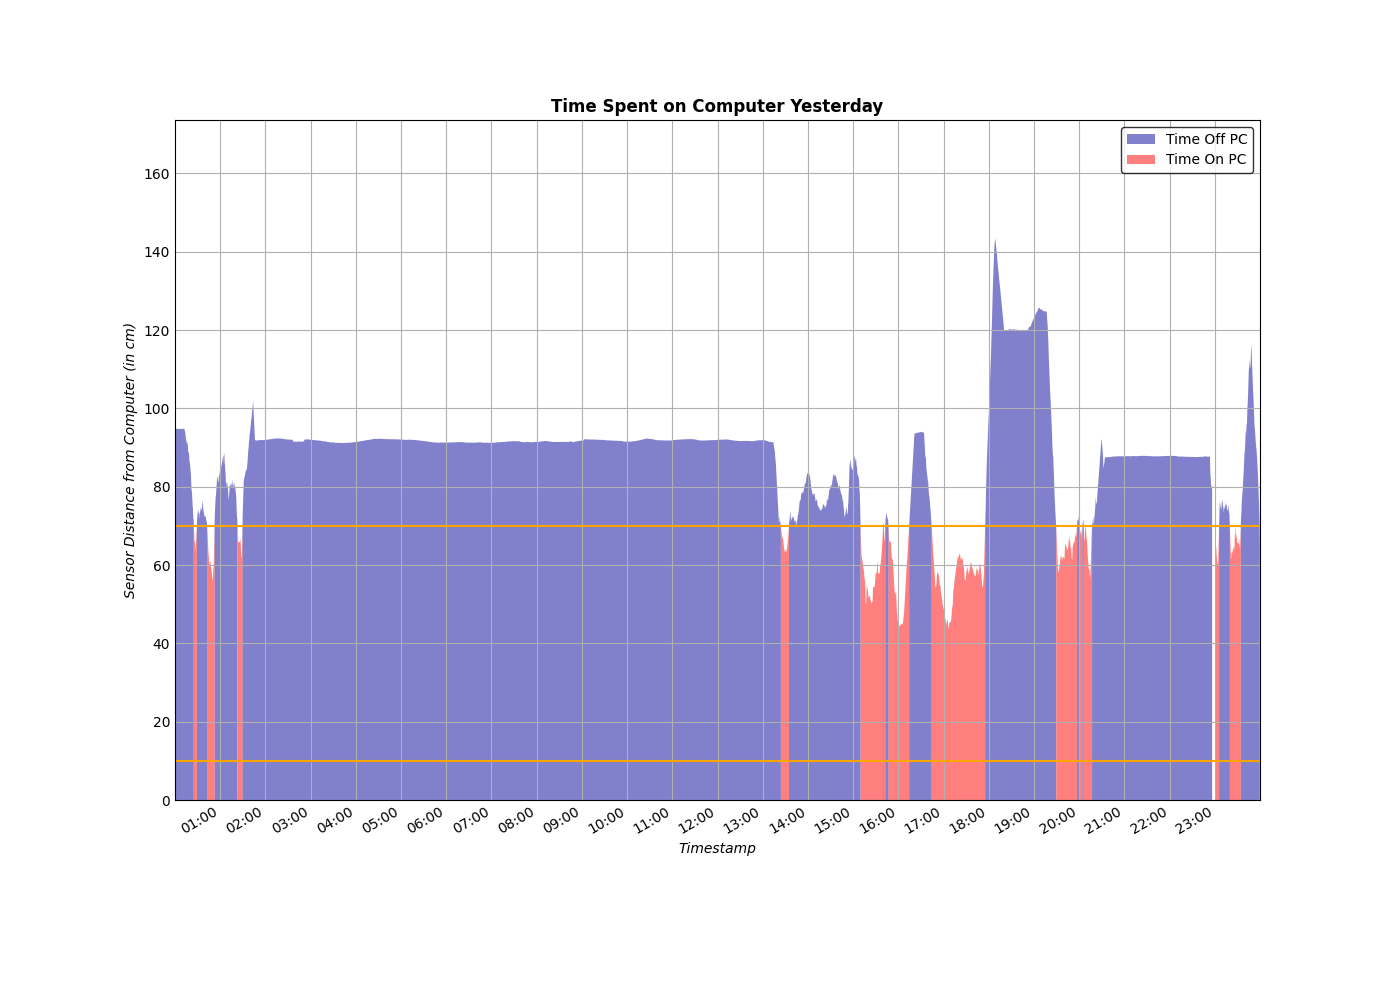 Time Spent on Computer Yesterday
Time Off PC
Time On PC
Sensor Distance from Computer (in cm)
160
140
120
100
80
60
40
20
0
01:00 02:00 03:00 04:00 05:00 06:00 07:00 08:00 09:00 10:00 11:00 12:00 13:00 14:00 15:00 16:00 17:00 18:00 19:00 20:00 21:00 22:00 23:00
Timestamp